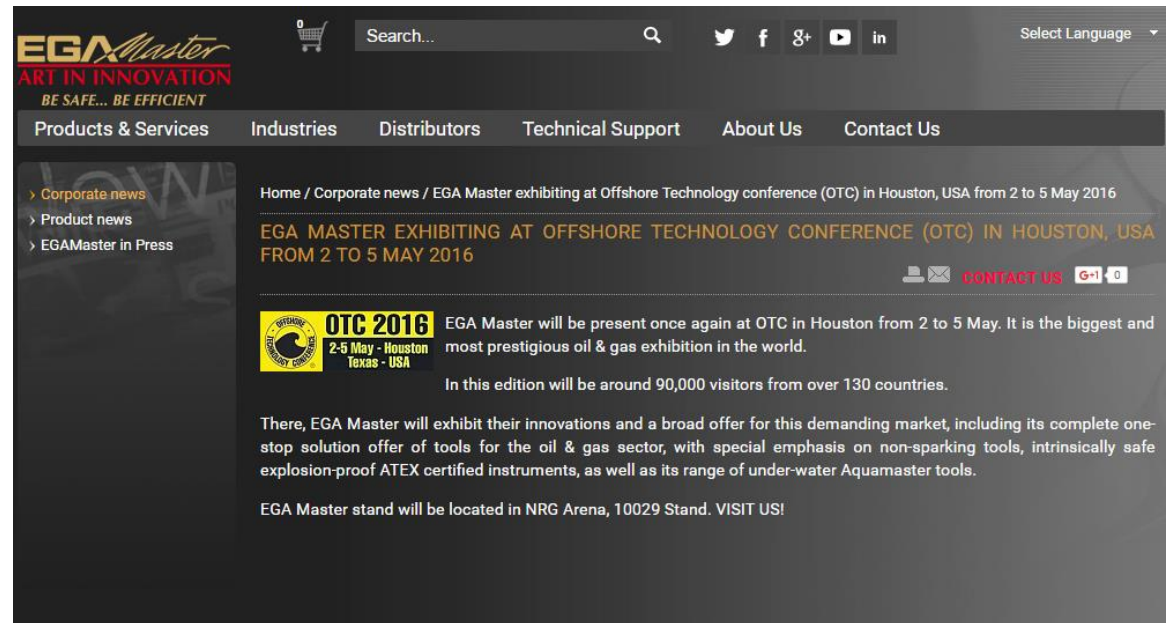 EGA Master
ART IN INNOVATION
BE SAFE... BE EFFICIENT
0
Search...
Select Language
Products & Services Industries Distributors Technical Support About Us Contact Us
› Corporate news
› Product news
› EGAMaster in Press
Home / Corporate news / EGA Master exhibiting at Offshore Technology conference (OTC) in Houston, USA from 2 to 5 May 2016
EGA MASTER EXHIBITING AT OFFSHORE TECHNOLOGY CONFERENCE (OTC) IN HOUSTON, USA
FROM 2 TO 5 MAY 2016
CONTACT US G+1 0
OFFSHORE TECHNOLOGY CONFERENCE
OTC 2016
2-5 May - Houston
Texas - USA
EGA Master will be present once again at OTC in Houston from 2 to 5 May. It is the biggest and
most prestigious oil & gas exhibition in the world.
In this edition will be around 90,000 visitors from over 130 countries.
There, EGA Master will exhibit their innovations and a broad offer for this demanding market, including its complete one-
stop solution offer of tools for the oil & gas sector, with special emphasis on non-sparking tools, intrinsically safe
explosion-proof ATEX certified instruments, as well as its range of under-water Aquamaster tools.
EGA Master stand will be located in NRG Arena, 10029 Stand. VISIT US!